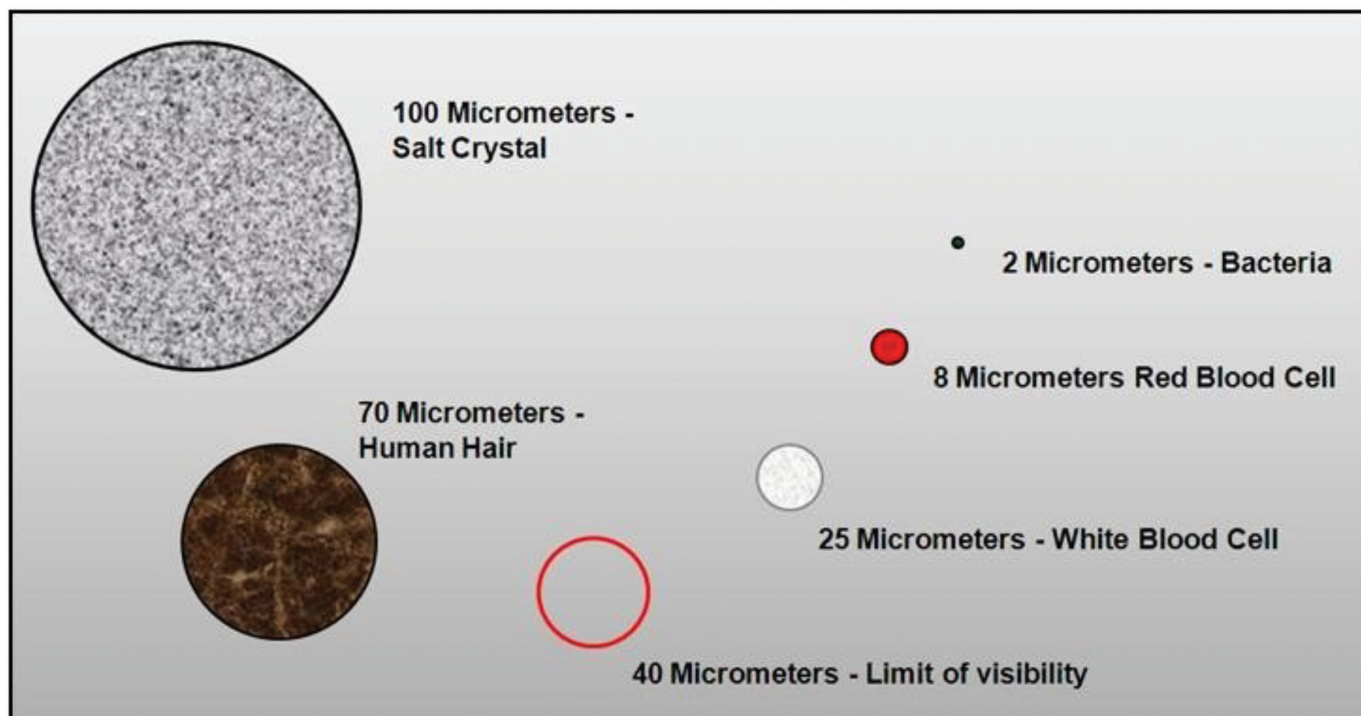 100 Micrometers -
Salt Crystal
2 Micrometers - Bacteria
8 Micrometers Red Blood Cell
70 Micrometers -
Human Hair
25 Micrometers - White Blood Cell
40 Micrometers - Limit of visibility